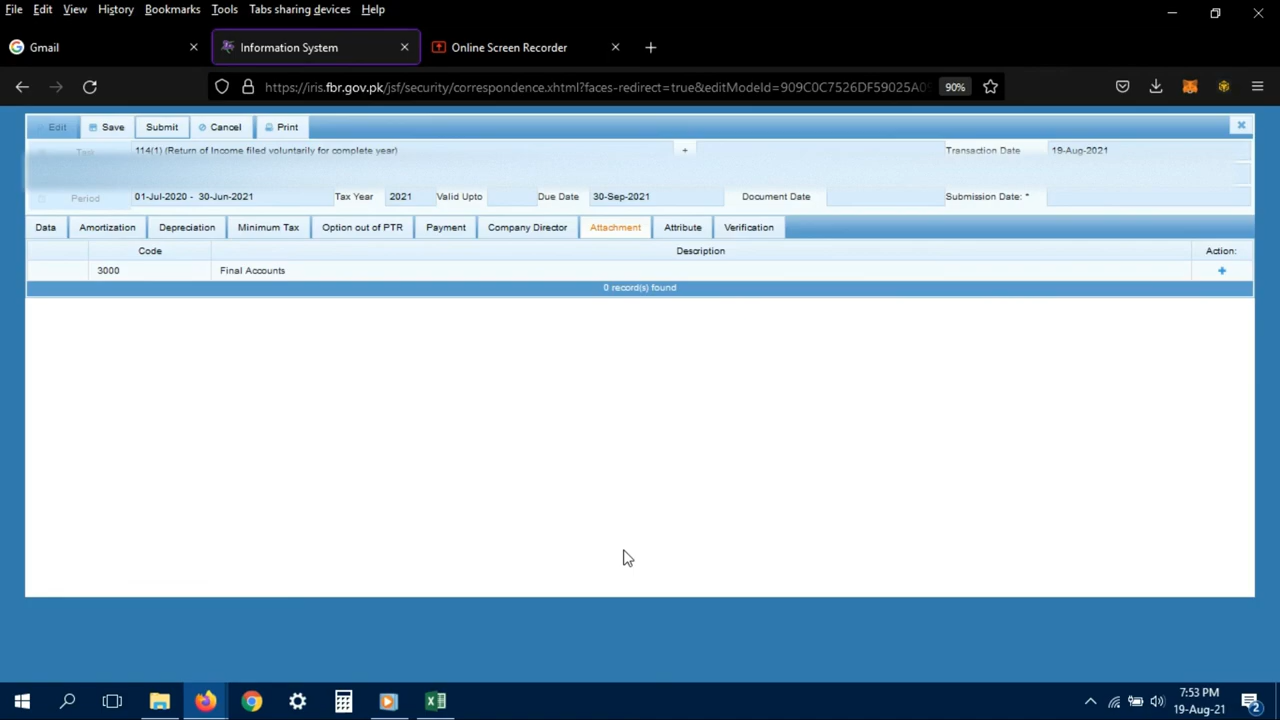 File Edit View History Bookmarks Tools Tabs sharing devices Help
Gmail Information System Online Screen Recorder
https://iris.fbr.gov.pk/jsf/security/correspondence.xhtml?faces-redirect=true&editModeId=909C0C7526DF59025A0 90%
Edit Save Submit Cancel Print
Task 114(1) (Return of Income filed voluntarily for complete year) + Transaction Date 19-Aug-2021
Period 01-Jul-2020 - 30-Jun-2021 Tax Year 2021 Valid Upto Due Date 30-Sep-2021 Document Date Submission Date: *
Data Amortization Depreciation Minimum Tax Option out of PTR Payment Company Director Attachment Attribute Verification
Code Description Action:
3000 Final Accounts
0 record(s) found
7:53 PM
19-Aug-21
2